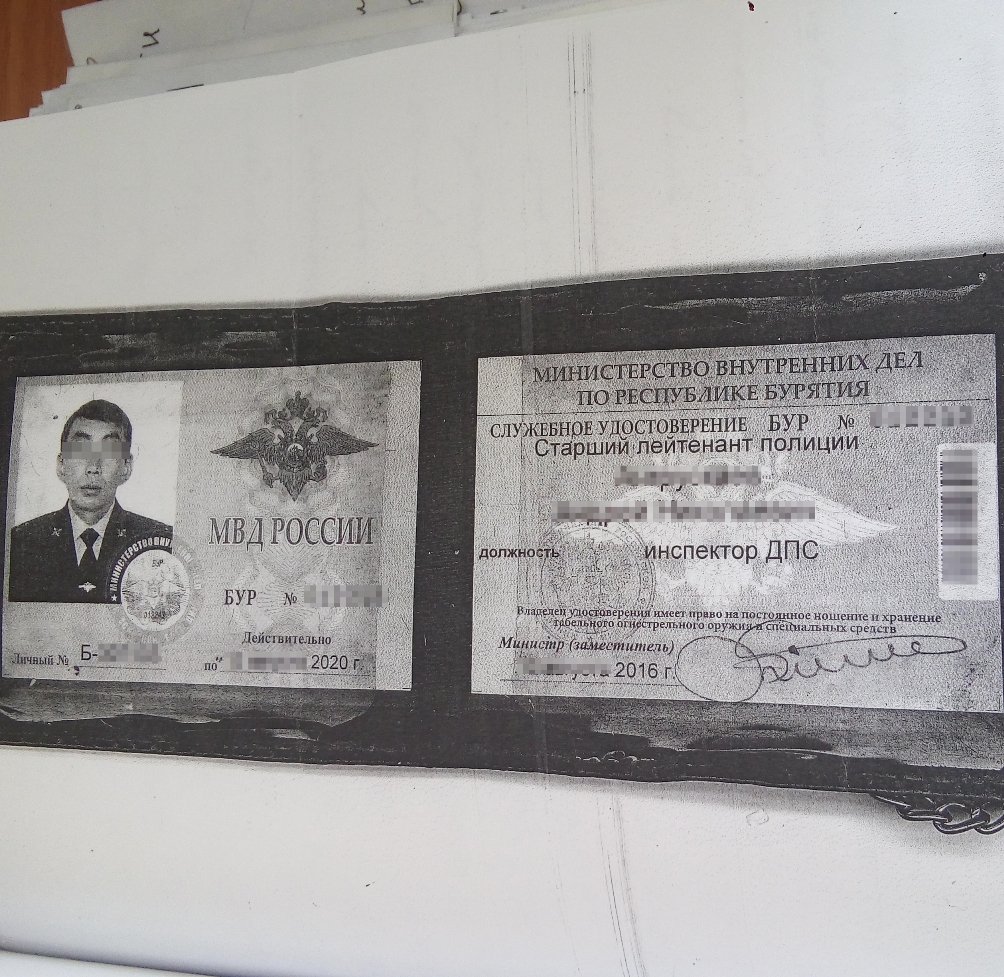 МВД РОССИИ
БУР №
Действительно
Личный № Б-
по 2020 г.
МИНИСТЕРСТВО ВНУТРЕННИХ ДЕЛ
ПО РЕСПУБЛИКЕ БУРЯТИЯ
СЛУЖЕБНОЕ УДОСТОВЕРЕНИЕ БУР №
Старший лейтенант полиции
должность инспектор ДПС
Владелец удостоверения имеет право на постоянное ношение и хранение
табельного огнестрельного оружия и специальных средств
Министр (заместитель)
августа 2016 г.